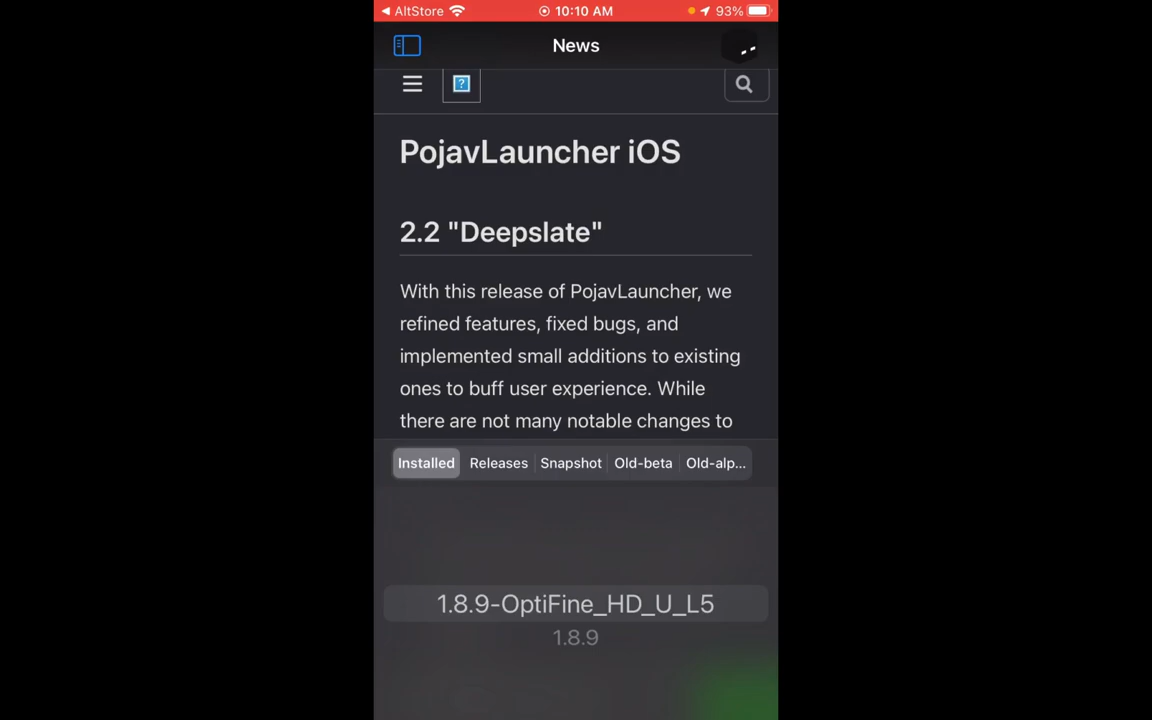 AltStore 10:10 AM 93%
News
PojavLauncher iOS
2.2 "Deepslate"
With this release of PojavLauncher, we
refined features, fixed bugs, and
implemented small additions to existing
ones to buff user experience. While
there are not many notable changes to
Installed Releases Snapshot Old-beta Old-alp...
1.8.9-OptiFine_HD_U_L5
1.8.9